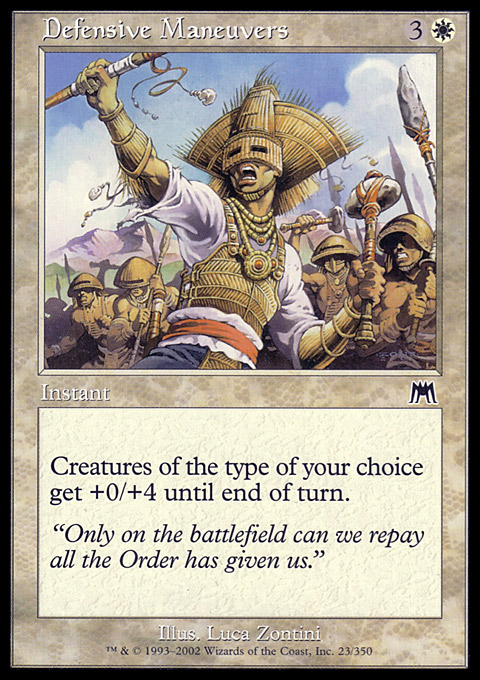 Defensive Maneuvers 3
Instant
Creatures of the type of your choice
get +0/+4 until end of turn.
“Only on the battlefield can we repay
all the Order has given us.”
Illus. Luca Zontini
™ & © 1993–2002 Wizards of the Coast, Inc. 23/350